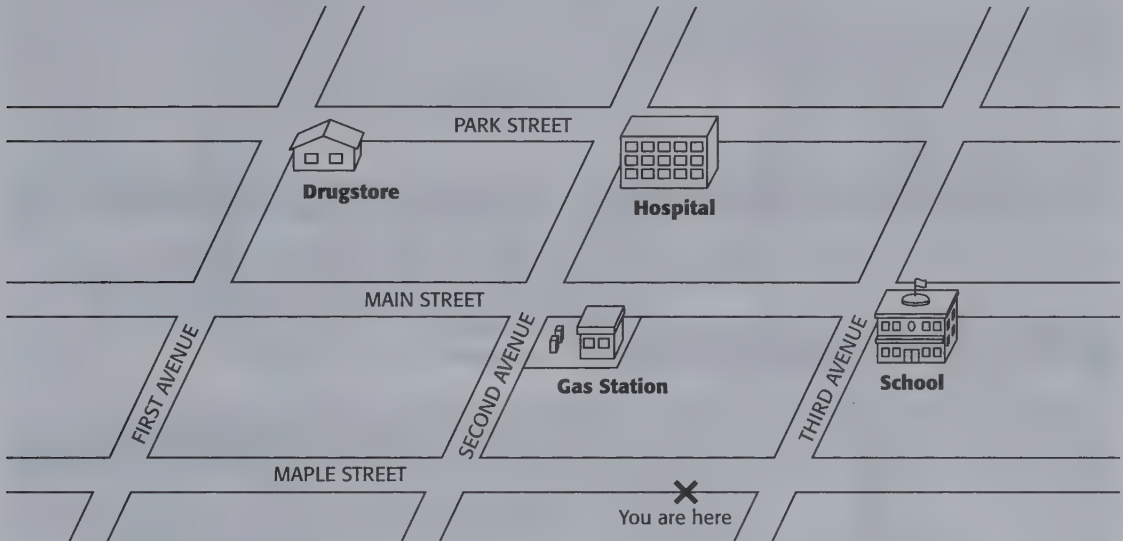 PARK STREET
Drugstore
Hospital
MAIN STREET
FIRST AVENUE
SECOND AVENUE
Gas Station
THIRD AVENUE
School
MAPLE STREET
You are here